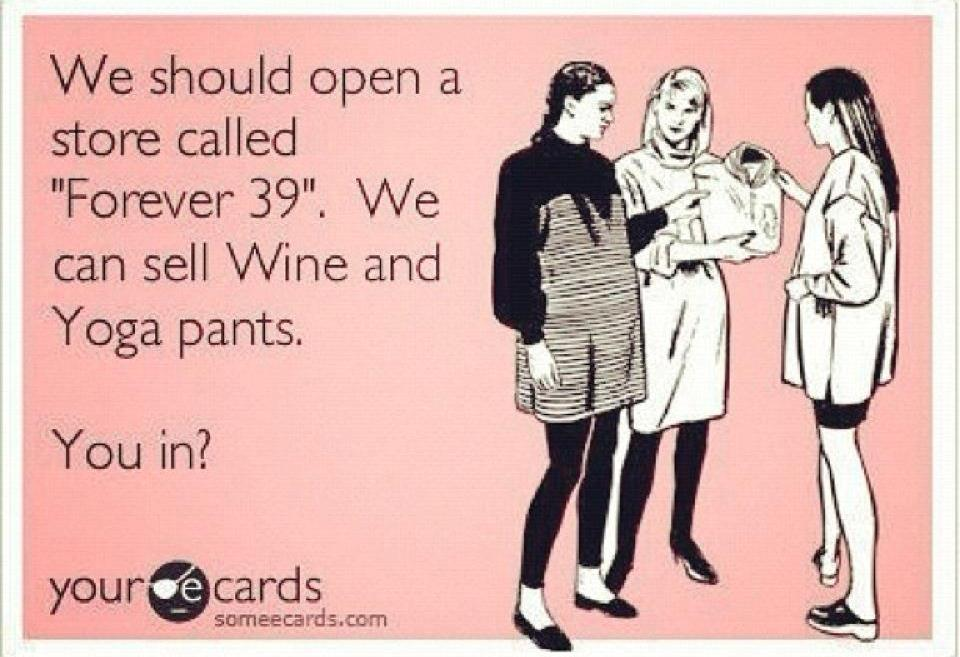 We should open a
store called
"Forever 39". We
can sell Wine and
Yoga pants.
You in?
your e cards
someecards.com